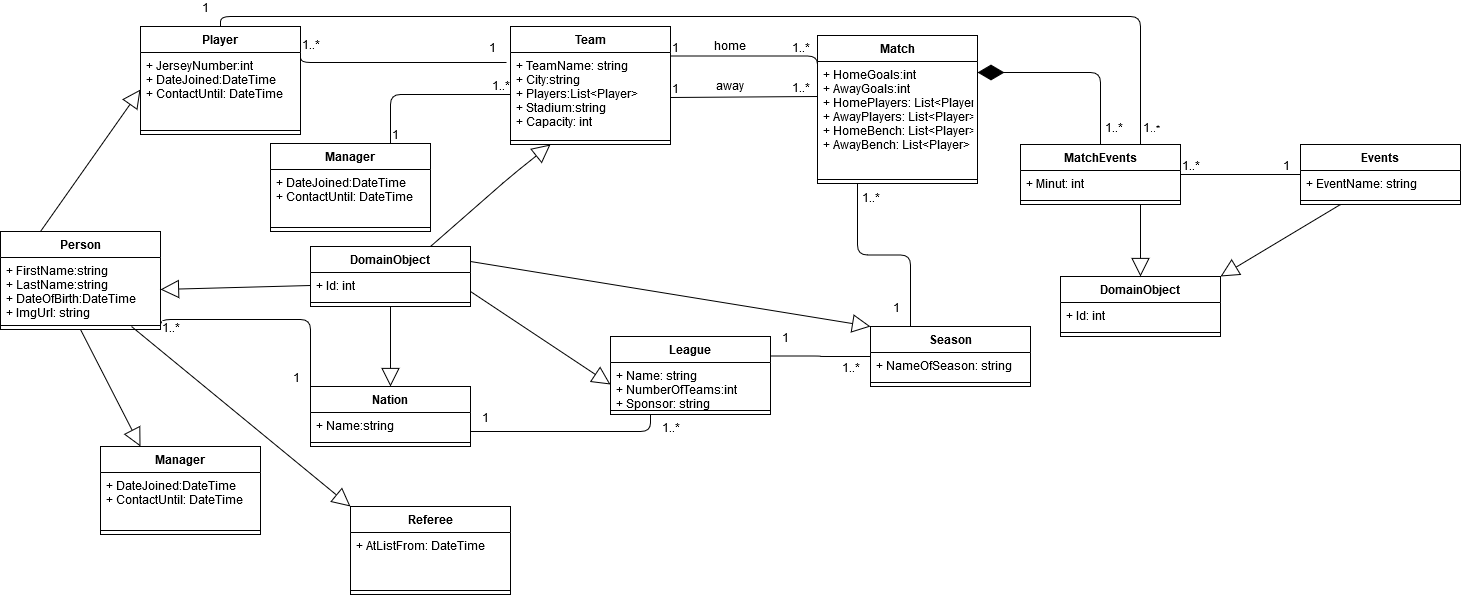 1
Player
+ JerseyNumber:int
+ DateJoined:DateTime
+ ContactUntil: DateTime
1..*
1
Team
+ TeamName: string
+ City:string
+ Players:List<Player>
+ Stadium:string
+ Capacity: int
1..*
1
1
home
1..*
1
away
1..*
Match
+ HomeGoals:int
+ AwayGoals:int
+ HomePlayers: List<Player
+ AwayPlayers: List<Player>
+ HomeBench: List<Player>
+ AwayBench: List<Player>
1..*
1..*
1..*
Manager
+ DateJoined:DateTime
+ ContactUntil: DateTime
MatchEvents
+ Minut: int
1..*
1
Events
+ EventName: string
Person
+ FirstName:string
+ LastName:string
+ DateOfBirth:DateTime
+ ImgUrl: string
1..*
1
DomainObject
+ Id: int
DomainObject
+ Id: int
1
League
+ Name: string
+ NumberOfTeams:int
+ Sponsor: string
1
1..*
Season
+ NameOfSeason: string
Nation
+ Name:string
1
1..*
Manager
+ DateJoined:DateTime
+ ContactUntil: DateTime
Referee
+ AtListFrom: DateTime